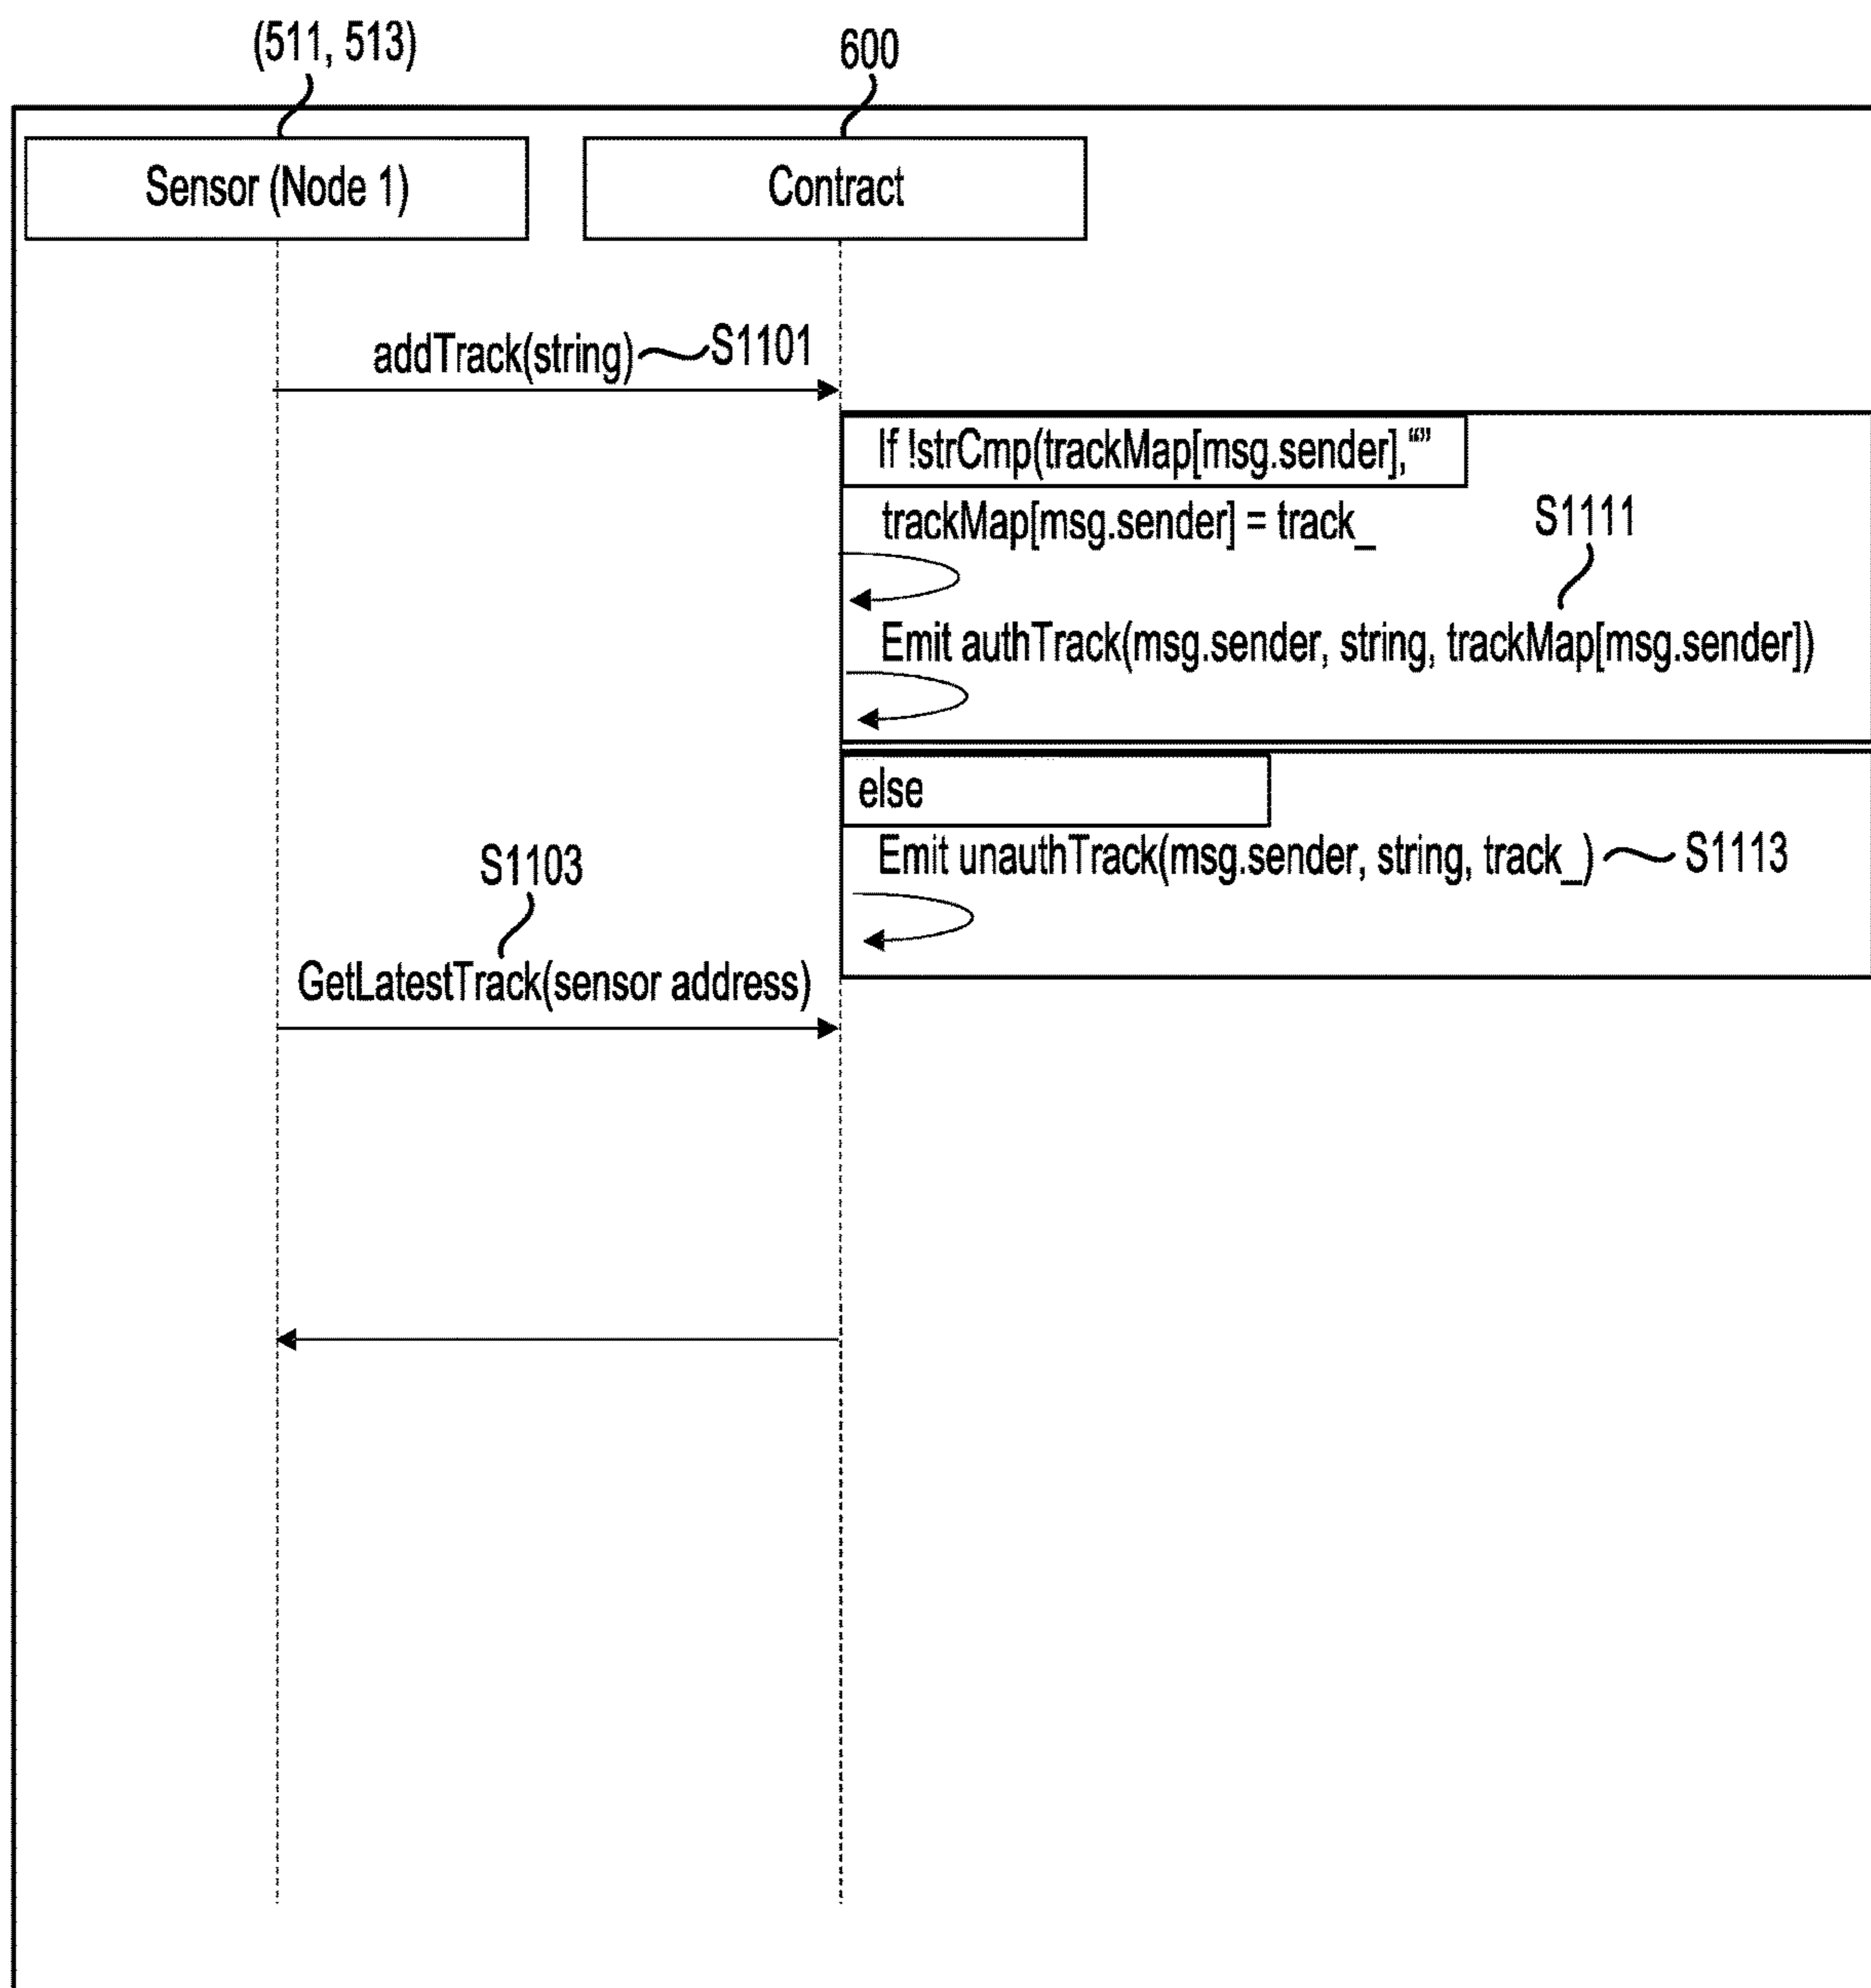 (511, 513)
600
Sensor (Node 1)
Contract
addTrack(string)
S1101
If !strCmp(trackMap[msg.sender],“”
trackMap[msg.sender] = track_
S1111
Emit authTrack(msg.sender, string, trackMap[msg.sender])
else
Emit unauthTrack(msg.sender, string, track_)
S1113
S1103
GetLatestTrack(sensor address)